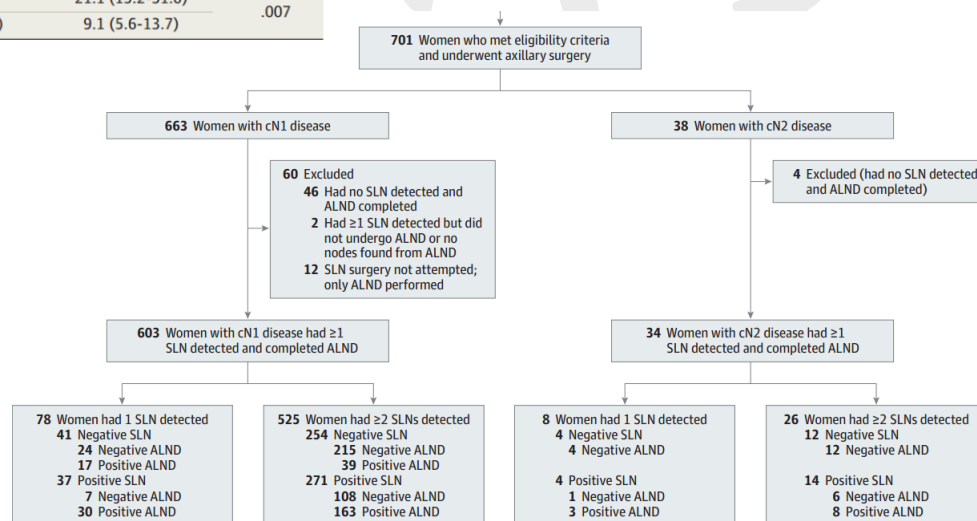 21.1 (13.2-31.0)
.007
) 9.1 (5.6-13.7)
701 Women who met eligibility criteria
and underwent axillary surgery
663 Women with cN1 disease
38 Women with cN2 disease
60 Excluded
46 Had no SLN detected and
ALND completed
2 Had ≥1 SLN detected but did
not undergo ALND or no
nodes found from ALND
12 SLN surgery not attempted;
only ALND performed
4 Excluded (had no SLN detected
and ALND completed)
603 Women with cN1 disease had ≥1
SLN detected and completed ALND
34 Women with cN2 disease had ≥1
SLN detected and completed ALND
78 Women had 1 SLN detected
41 Negative SLN
24 Negative ALND
17 Positive ALND
37 Positive SLN
7 Negative ALND
30 Positive ALND
525 Women had ≥2 SLNs detected
254 Negative SLN
215 Negative ALND
39 Positive ALND
271 Positive SLN
108 Negative ALND
163 Positive ALND
8 Women had 1 SLN detected
4 Negative SLN
4 Negative ALND
4 Positive SLN
1 Negative ALND
3 Positive ALND
26 Women had ≥2 SLNs detected
12 Negative SLN
12 Negative ALND
14 Positive SLN
6 Negative ALND
8 Positive ALND